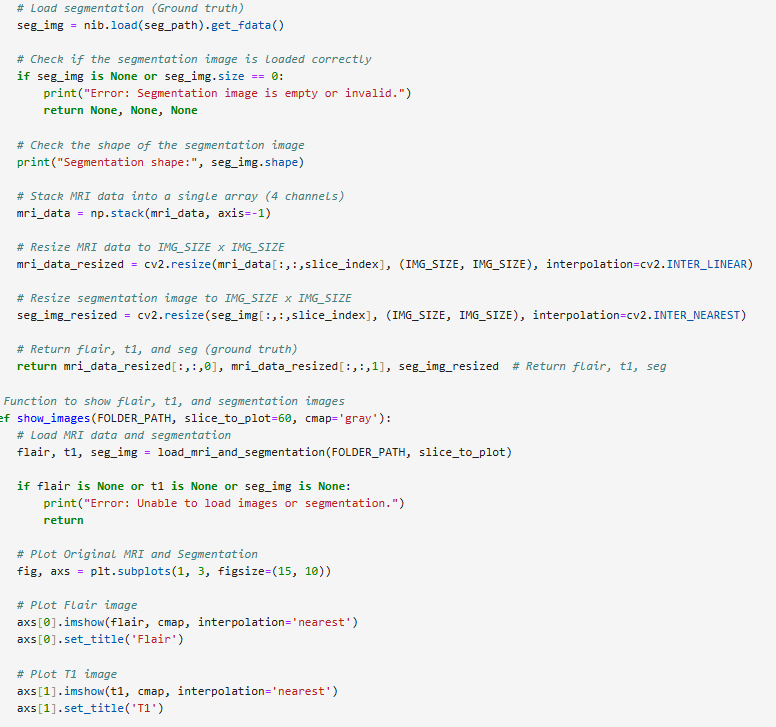 # Load segmentation (Ground truth)
seg_img = nib.load(seg_path).get_fdata()
# Check if the segmentation image is loaded correctly
if seg_img is None or seg_img.size == 0:
print("Error: Segmentation image is empty or invalid.")
return None, None, None
# Check the shape of the segmentation image
print("Segmentation shape:", seg_img.shape)
# Stack MRI data into a single array (4 channels)
mri_data = np.stack(mri_data, axis=-1)
# Resize MRI data to IMG_SIZE x IMG_SIZE
mri_data_resized = cv2.resize(mri_data[:,:,slice_index], (IMG_SIZE, IMG_SIZE), interpolation=cv2.INTER_LINEAR)
# Resize segmentation image to IMG_SIZE x IMG_SIZE
seg_img_resized = cv2.resize(seg_img[:,:,slice_index], (IMG_SIZE, IMG_SIZE), interpolation=cv2.INTER_NEAREST)
# Return flair, t1, and seg (ground truth)
return mri_data_resized[:,:,0], mri_data_resized[:,:,1], seg_img_resized  # Return flair, t1, seg
Function to show flair, t1, and segmentation images
ef show_images(FOLDER_PATH, slice_to_plot=60, cmap='gray'):
# Load MRI data and segmentation
flair, t1, seg_img = load_mri_and_segmentation(FOLDER_PATH, slice_to_plot)
if flair is None or t1 is None or seg_img is None:
print("Error: Unable to load images or segmentation.")
return
# Plot Original MRI and Segmentation
fig, axs = plt.subplots(1, 3, figsize=(15, 10))
# Plot Flair image
axs[0].imshow(flair, cmap, interpolation='nearest')
axs[0].set_title('Flair')
# Plot T1 image
axs[1].imshow(t1, cmap, interpolation='nearest')
axs[1].set_title('T1')